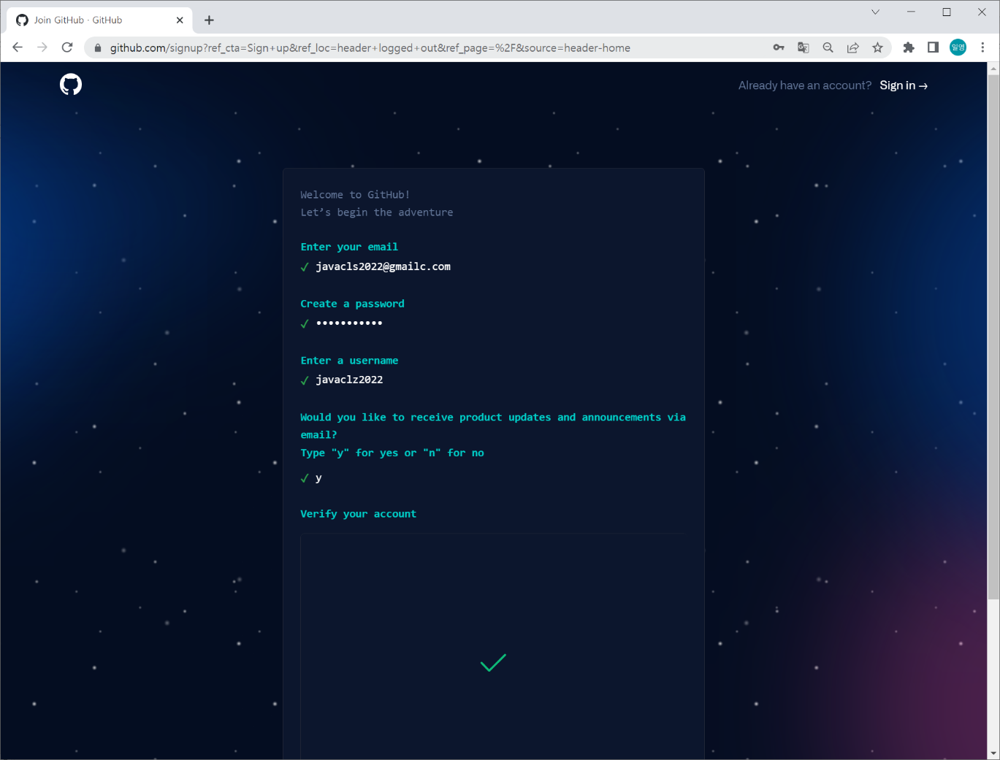 Join GitHub · GitHub
github.com/signup?ref_cta=Sign+up&ref_loc=header+logged+out&ref_page=%2F&source=header-home
일영
Already have an account? Sign in →
Welcome to GitHub!
Let’s begin the adventure
Enter your email
✓ javacls2022@gmailc.com
Create a password
✓ •••••••••••
Enter a username
✓ javaclz2022
Would you like to receive product updates and announcements via
email?
Type "y" for yes or "n" for no
✓ y
Verify your account